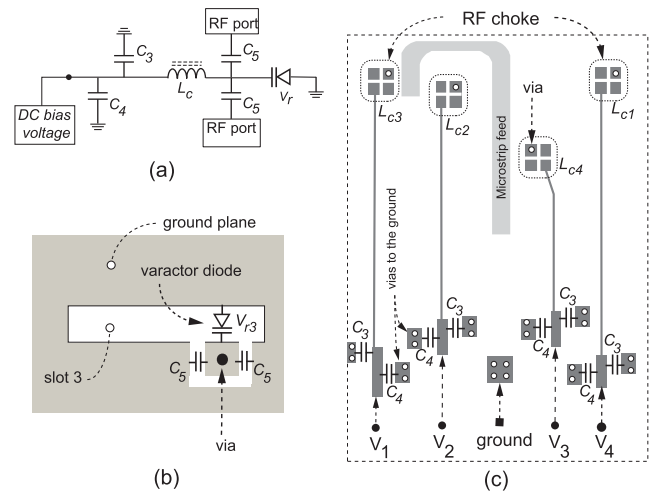 RF port
C3
C5
Lc
Vr
C4
C5
DC bias
voltage
RF port
(a)
ground plane
varactor diode
Vr3
C5
C5
slot 3
via
(b)
RF choke
Lc3
Lc2
Microstrip feed
via
Lc1
Lc4
vias to the ground
C3
C3
C3
C3
C4
C4
C4
C4
V1
V2
ground
V3
V4
(c)